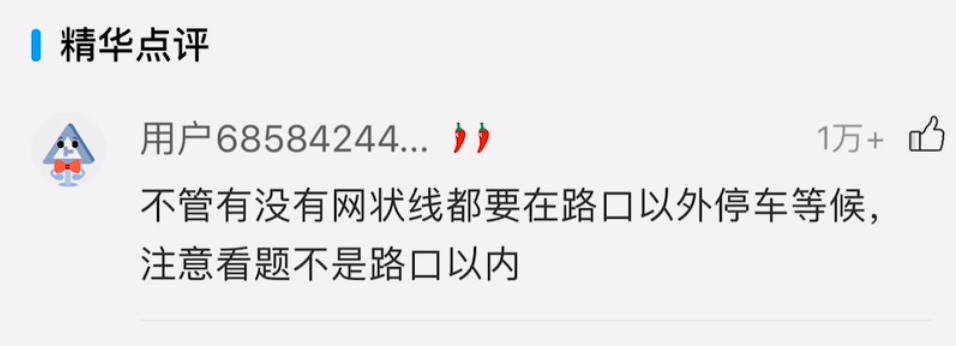 精华点评
用户68584244... 🌶🌶 1万+
不管有没有网状线都要在路口以外停车等候，
注意看题不是路口以内